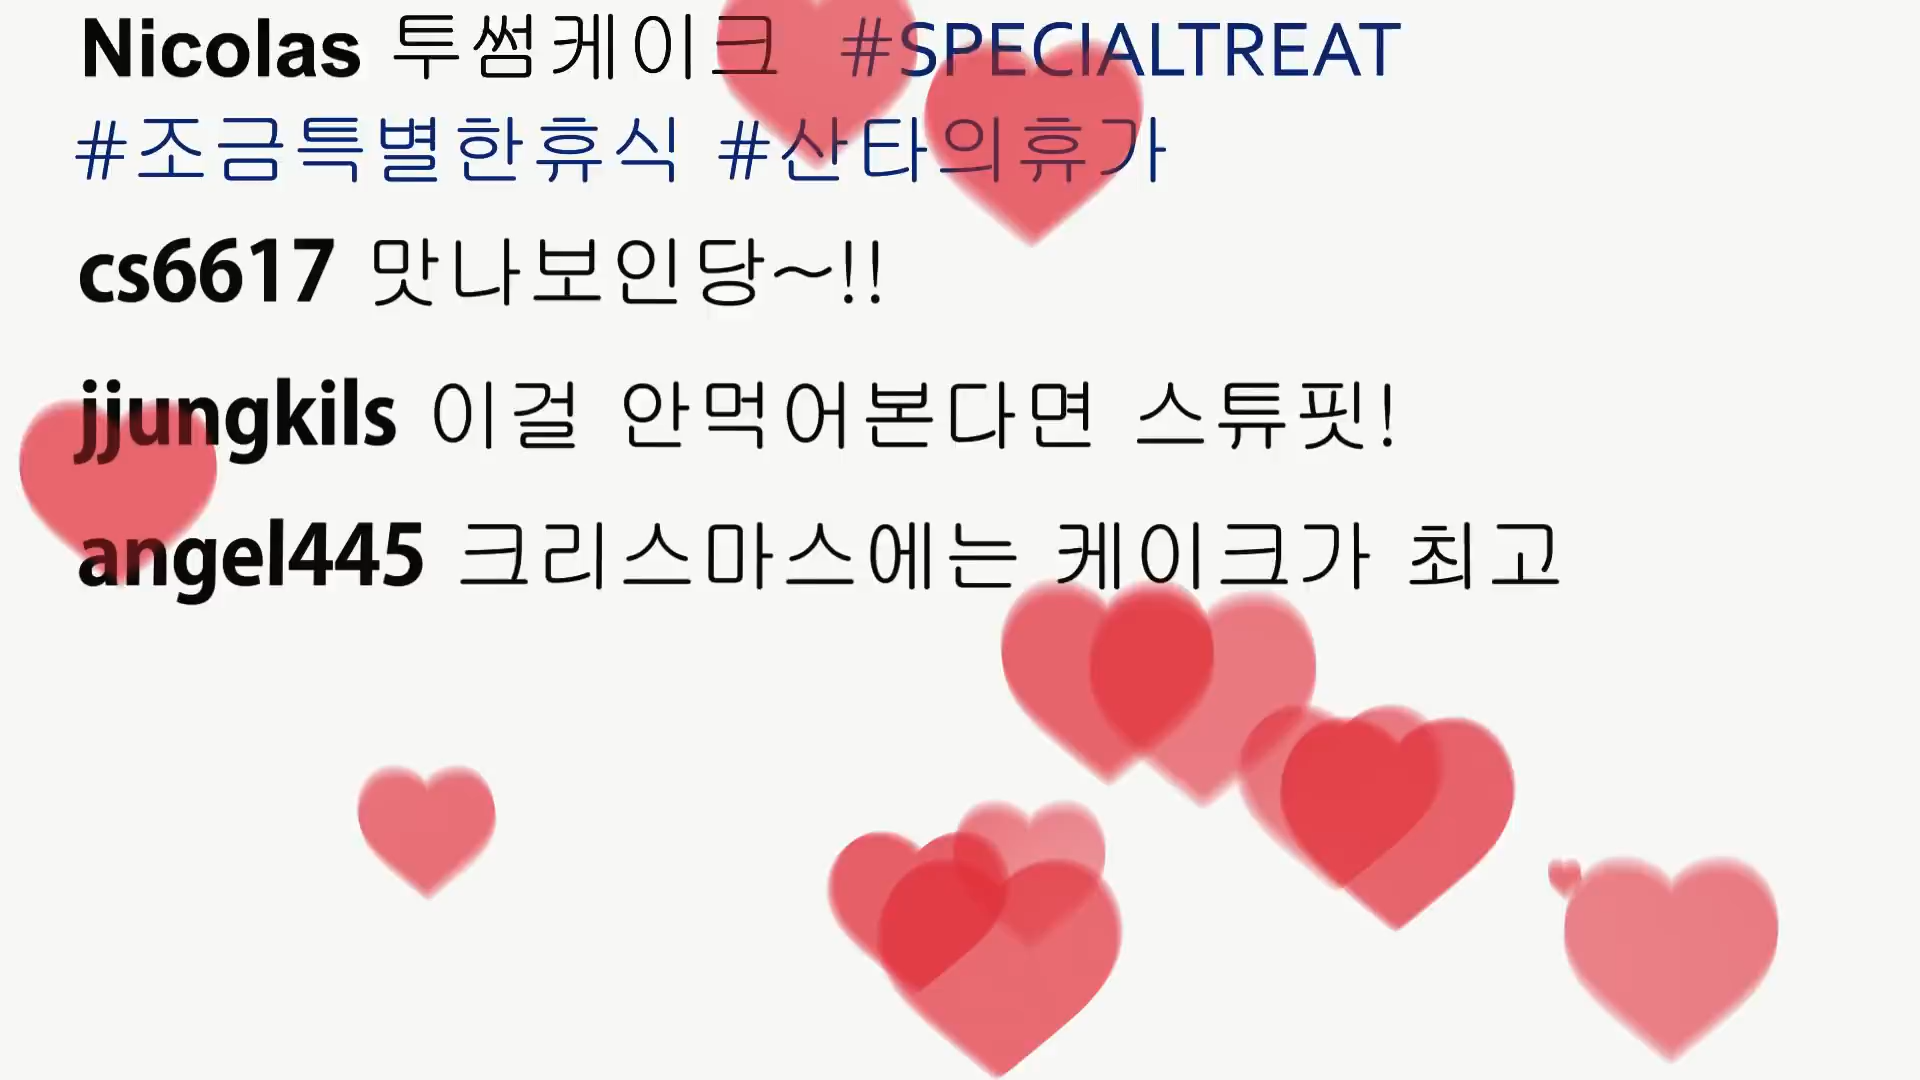 Nicolas 투썸케이크 #SPECIALTREAT
#조금특별한휴식 #산타의휴가
cs6617 맛나보인당~!!
jjungkils 이걸 안먹어본다면 스튜핏!
angel445 크리스마스에는 케이크가 최고